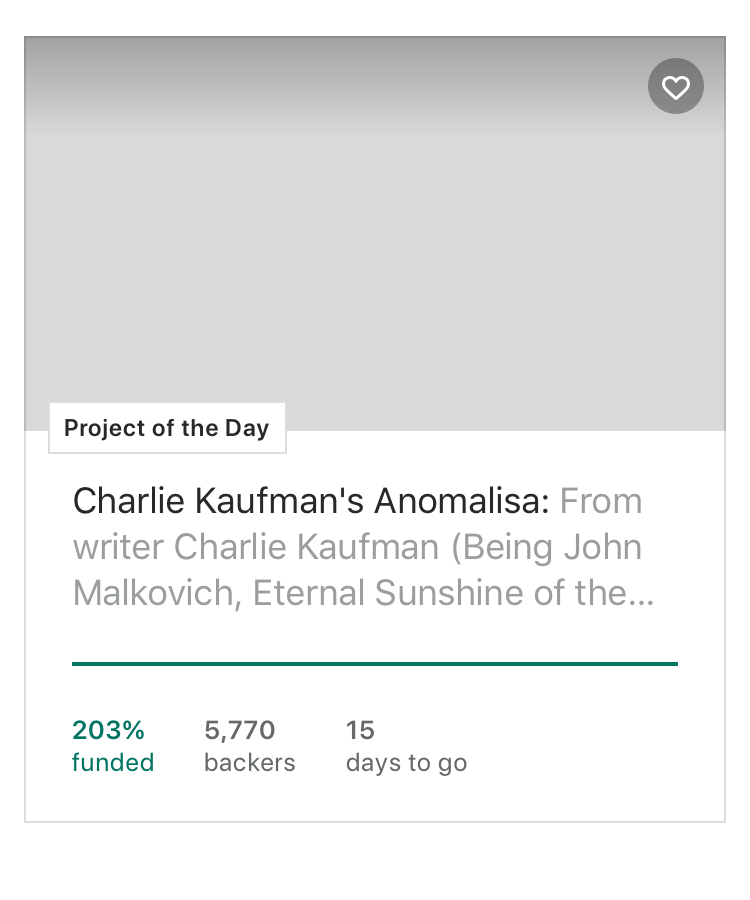 Project of the Day
Charlie Kaufman's Anomalisa: From
writer Charlie Kaufman (Being John
Malkovich, Eternal Sunshine of the…
203%
funded
5,770
backers
15
days to go